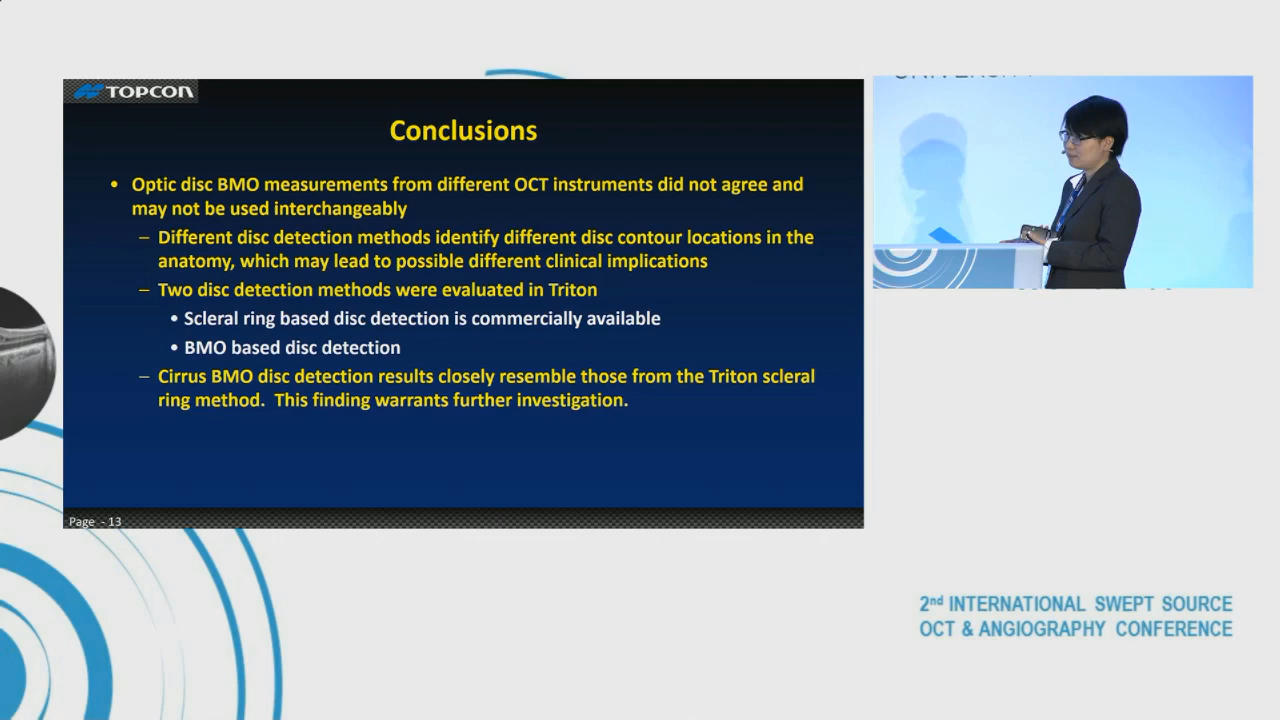 TOPCON
Conclusions
• Optic disc BMO measurements from different OCT instruments did not agree and
may not be used interchangeably
– Different disc detection methods identify different disc contour locations in the
anatomy, which may lead to possible different clinical implications
– Two disc detection methods were evaluated in Triton
• Scleral ring based disc detection is commercially available
• BMO based disc detection
– Cirrus BMO disc detection results closely resemble those from the Triton scleral
ring method. This finding warrants further investigation.
Page - 13
2nd INTERNATIONAL SWEPT SOURCE
OCT & ANGIOGRAPHY CONFERENCE